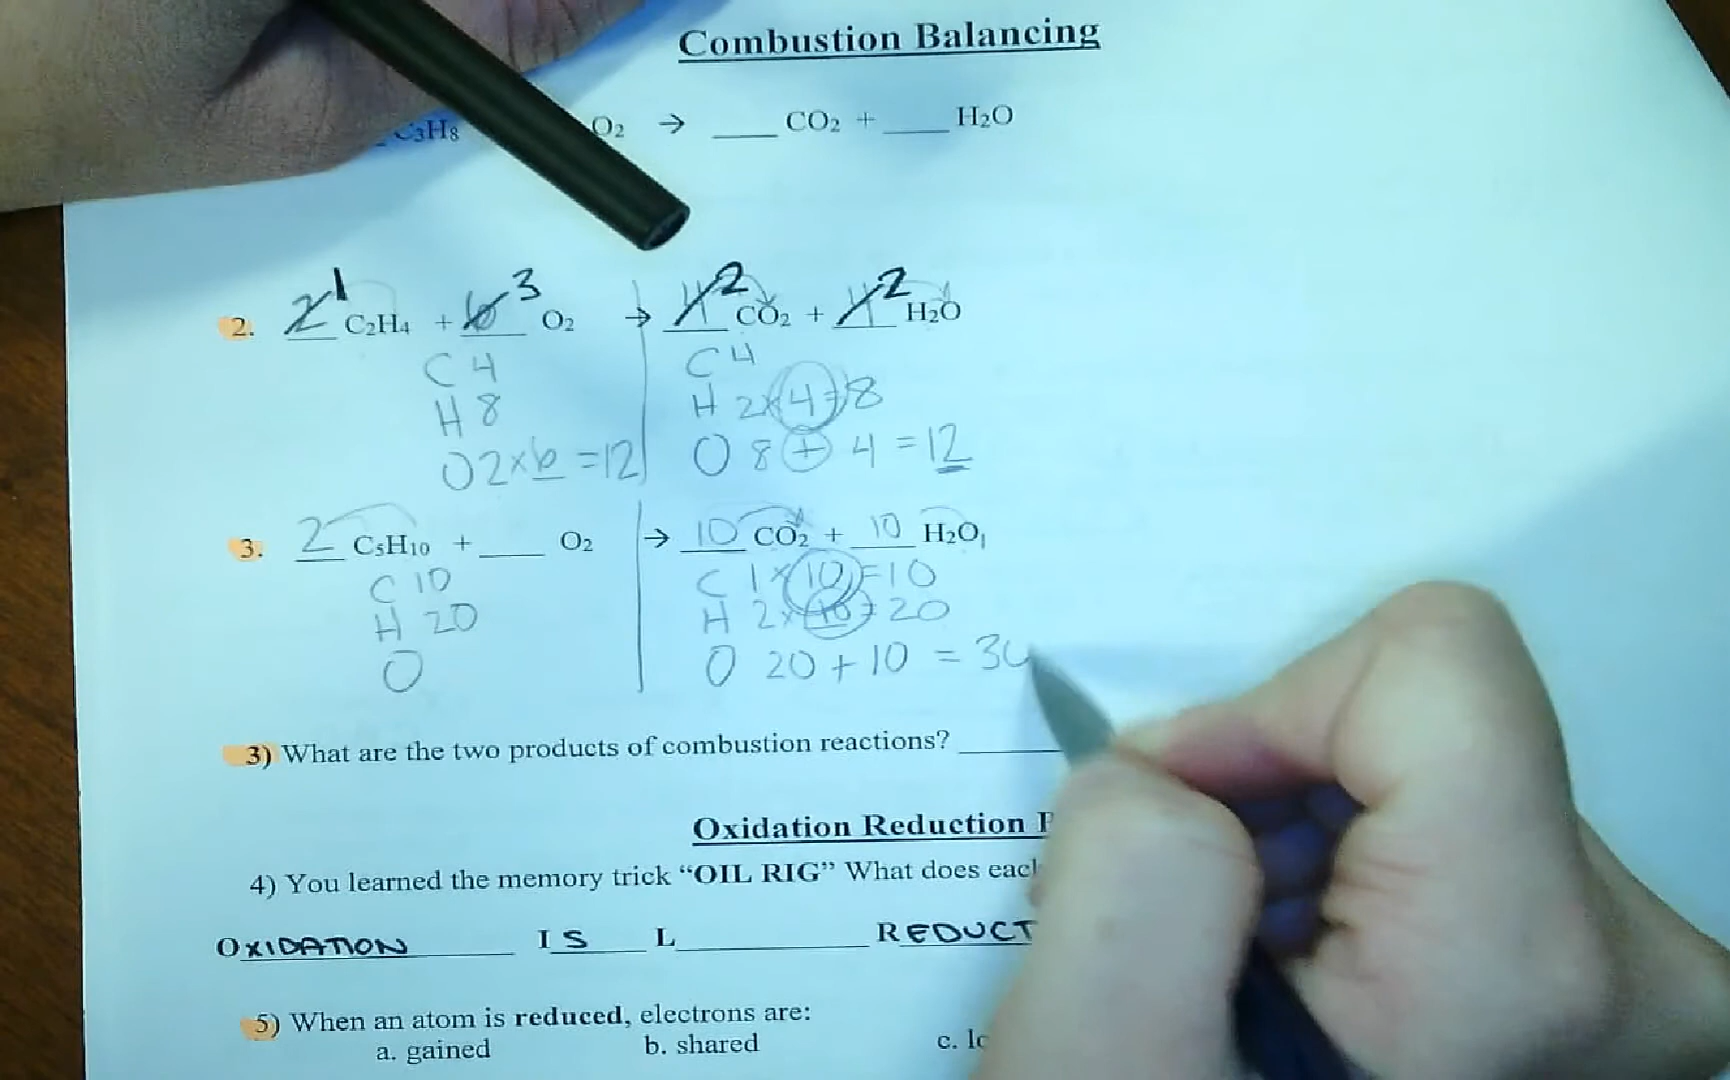 Combustion Balancing
C₃H₈ O₂ → ___ CO₂ + ___ H₂O
2. 2 1 C₂H₄ + 6 3 O₂ → 4 2 CO₂ + 4 2 H₂O
C 4 C 4
H 8 H 2×4=8
O 2×6=12 O 8+4=12
3. 2 C₅H₁₀ + ___ O₂ → 10 CO₂ + 10 H₂O₁
C 10 C 1×10=10
H 20 H 2×10=20
O O 20+10 = 30
3) What are the two products of combustion reactions? ___
Oxidation Reduction
4) You learned the memory trick “OIL RIG” What does each
OXIDATION IS L___ REDUCT
5) When an atom is reduced, electrons are:
a. gained b. shared c. lo